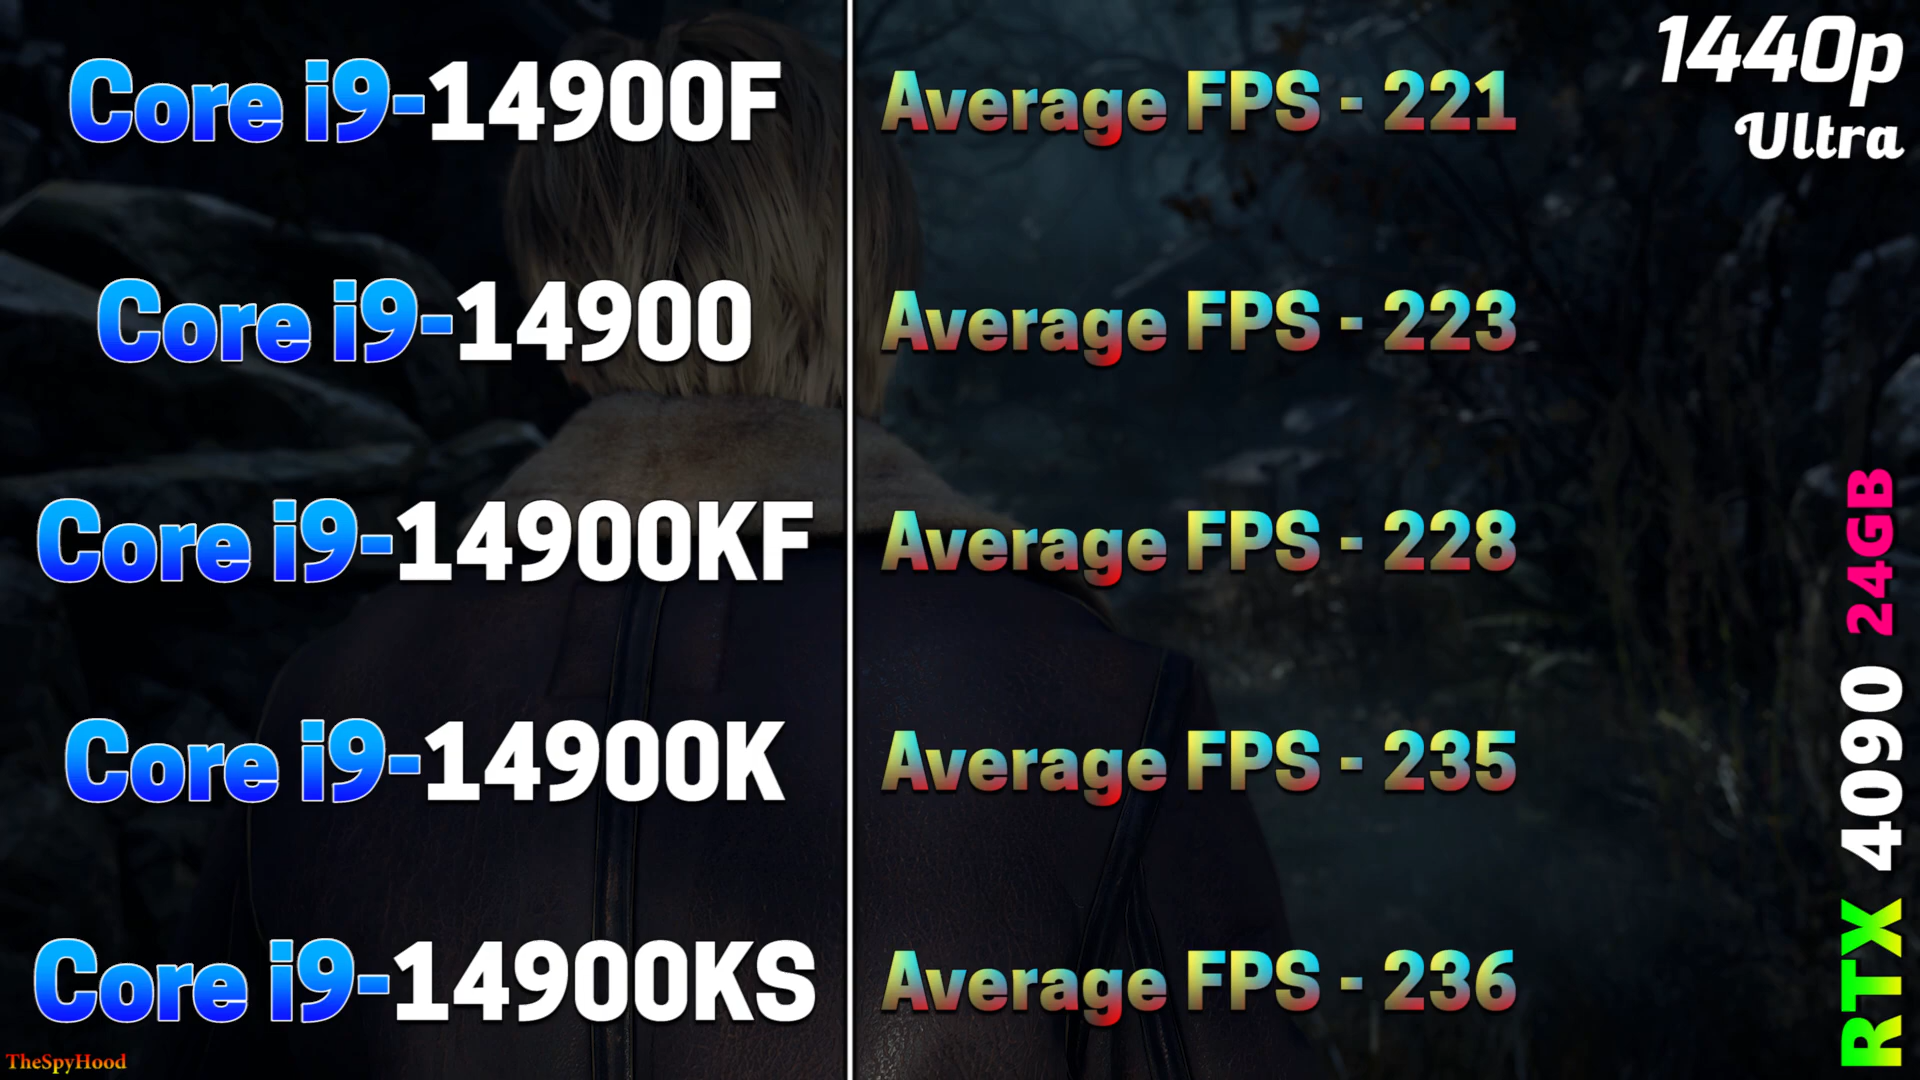 Core i9-14900F
Average FPS - 221
1440p
Ultra
Core i9-14900
Average FPS - 223
Core i9-14900KF
Average FPS - 228
Core i9-14900K
Average FPS - 235
Core i9-14900KS
Average FPS - 236
RTX 4090 24GB
TheSpyHood